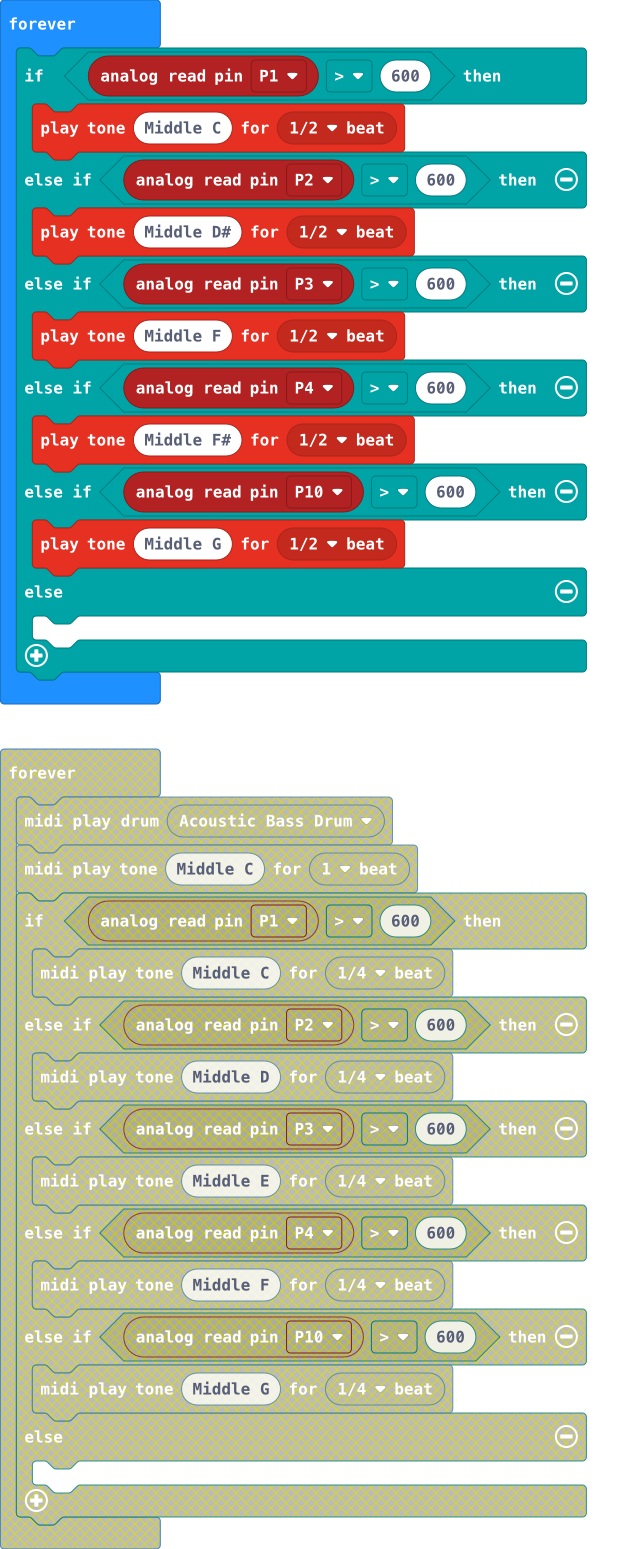 forever
if analog read pin P1 > 600 then
play tone Middle C for 1/2 beat
else if analog read pin P2 > 600 then
play tone Middle D# for 1/2 beat
else if analog read pin P3 > 600 then
play tone Middle F for 1/2 beat
else if analog read pin P4 > 600 then
play tone Middle F# for 1/2 beat
else if analog read pin P10 > 600 then
play tone Middle G for 1/2 beat
else
forever
midi play drum Acoustic Bass Drum
midi play tone Middle C for 1 beat
if analog read pin P1 > 600 then
midi play tone Middle C for 1/4 beat
else if analog read pin P2 > 600 then
midi play tone Middle D for 1/4 beat
else if analog read pin P3 > 600 then
midi play tone Middle E for 1/4 beat
else if analog read pin P4 > 600 then
midi play tone Middle F for 1/4 beat
else if analog read pin P10 > 600 then
midi play tone Middle G for 1/4 beat
else